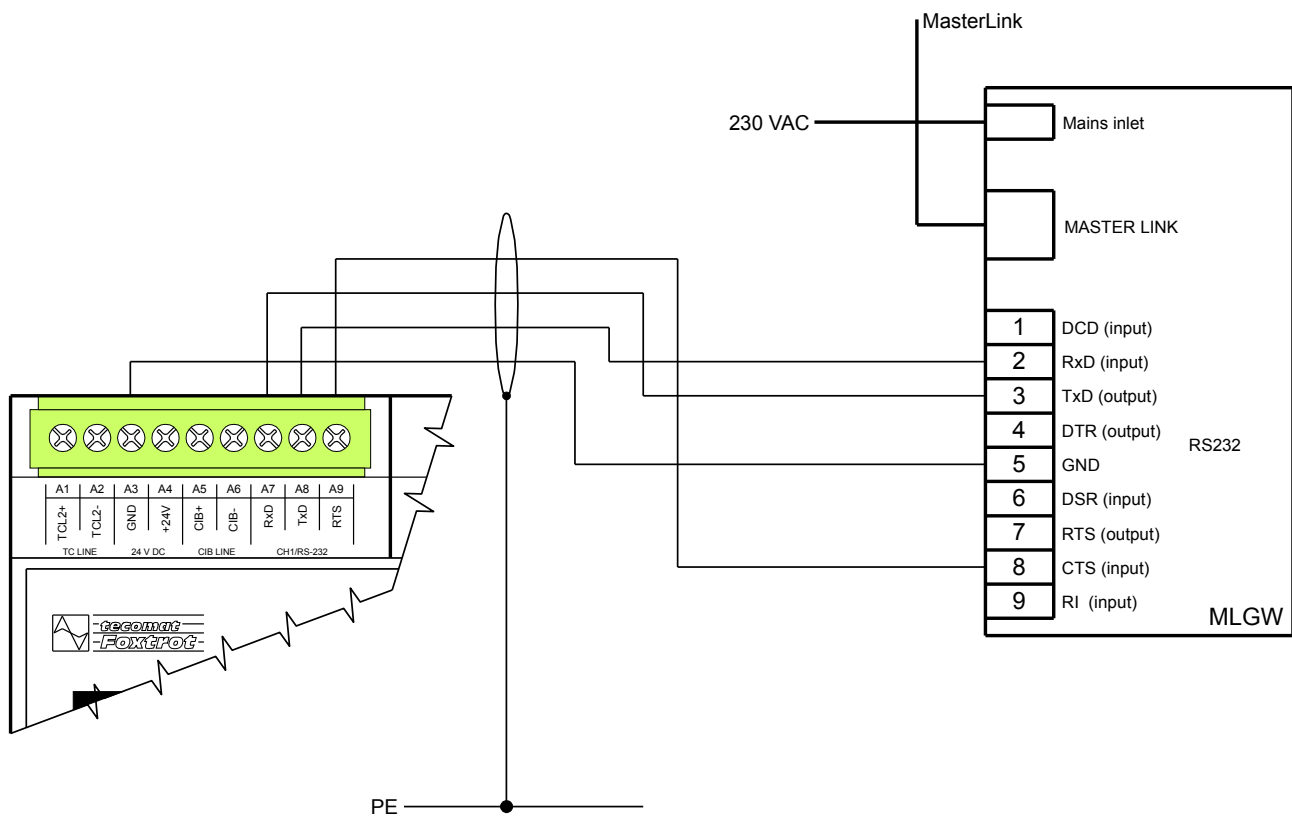 MasterLink
230 VAC
Mains inlet
MASTER LINK
1 DCD (input)
2 RxD (input)
3 TxD (output)
4 DTR (output)
5 GND
6 DSR (input)
7 RTS (output)
8 CTS (input)
9 RI (input)
RS232
MLGW
A1 A2 A3 A4 A5 A6 A7 A8 A9
TCL2+ TCL2- GND +24V CIB+ CIB- RxD TxD RTS
TC LINE 24 V DC CIB LINE CH1/RS-232
tecomat
Foxtrot
PE